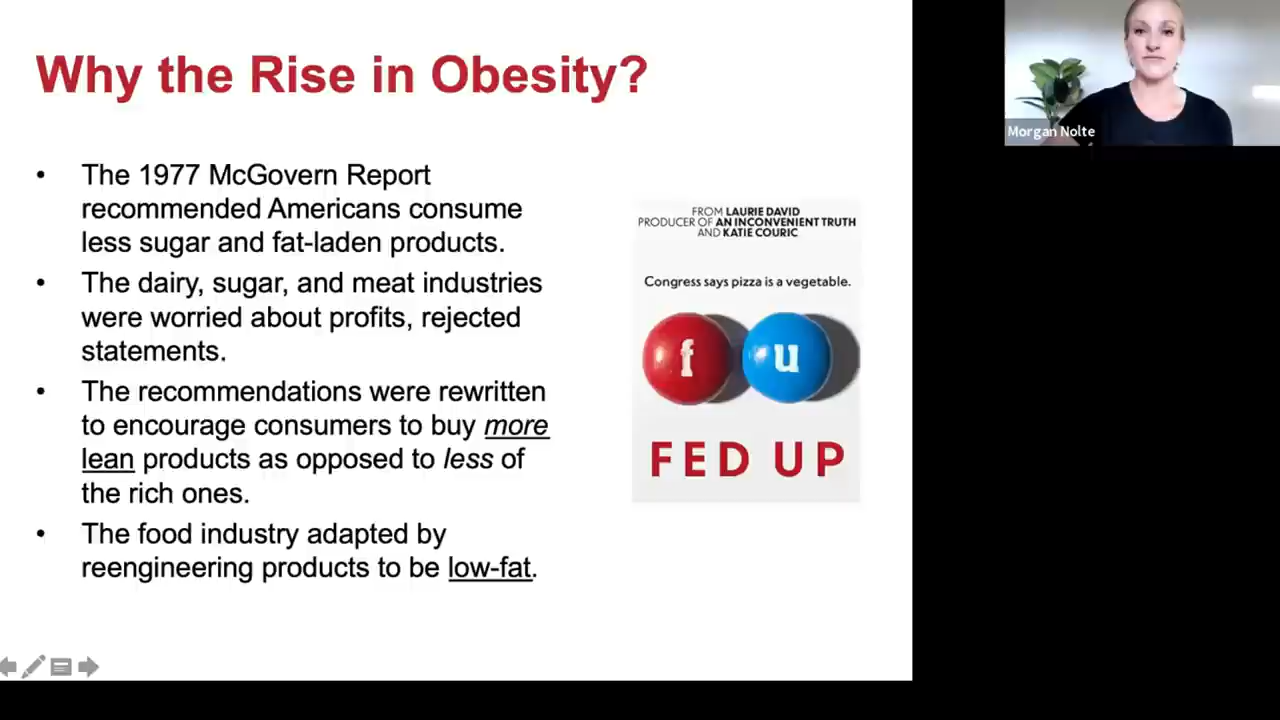 Why the Rise in Obesity?
• The 1977 McGovern Report
recommended Americans consume
less sugar and fat-laden products.
• The dairy, sugar, and meat industries
were worried about profits, rejected
statements.
• The recommendations were rewritten
to encourage consumers to buy more
lean products as opposed to less of
the rich ones.
• The food industry adapted by
reengineering products to be low-fat.
FROM LAURIE DAVID
PRODUCER OF AN INCONVENIENT TRUTH
AND KATIE COURIC
Congress says pizza is a vegetable.
f u
FED UP
Morgan Nolte